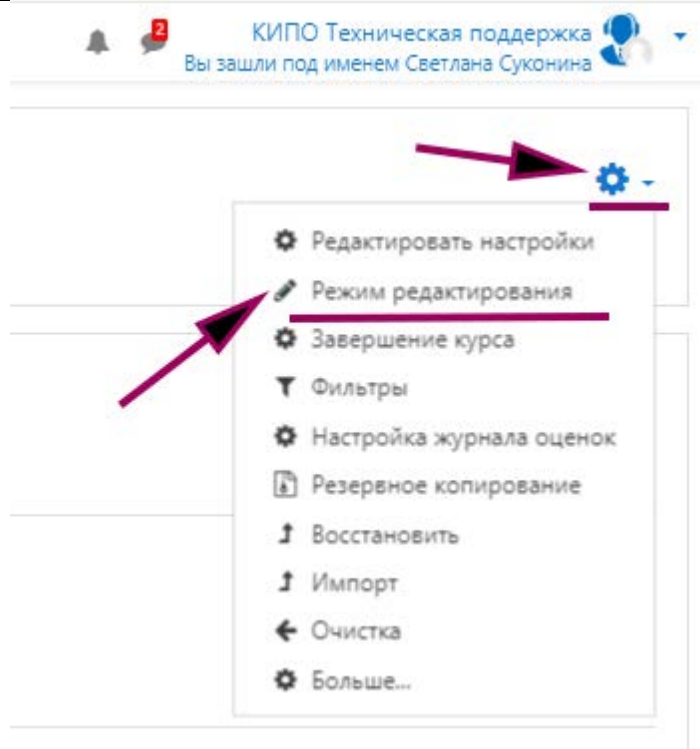 2
КИПО Техническая поддержка
Вы зашли под именем Светлана Суконина
Редактировать настройки
Режим редактирования
Завершение курса
Фильтры
Настройка журнала оценок
Резервное копирование
Восстановить
Импорт
Очистка
Больше...